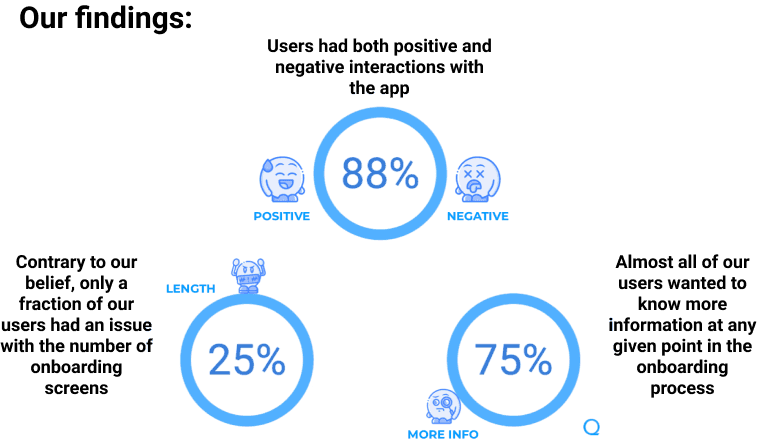 Our findings:
Users had both positive and
negative interactions with
the app
88%
POSITIVE
NEGATIVE
Contrary to our
belief, only a
fraction of our
users had an issue
with the number of
onboarding
screens
LENGTH
25%
75%
MORE INFO
Almost all of our
users wanted to
know more
information at any
given point in the
onboarding
process